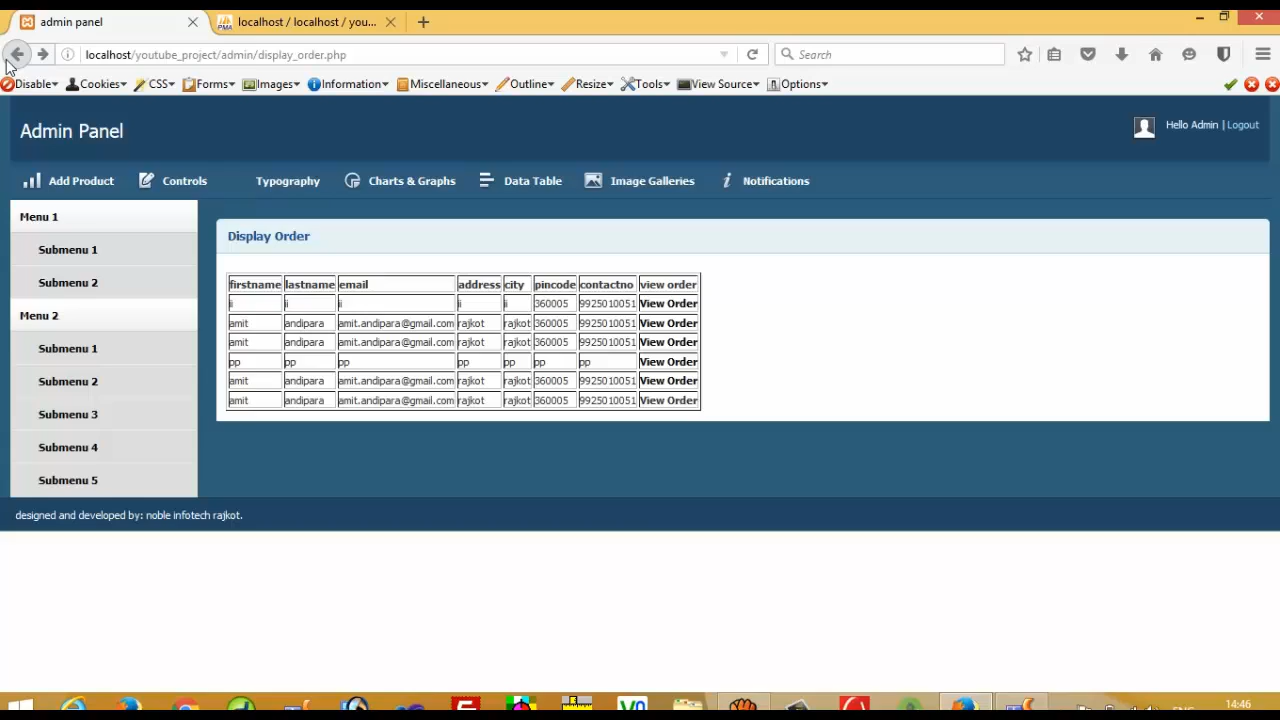 admin panel
localhost / localhost / you...
localhost/youtube_project/admin/display_order.php
Search
Disable Cookies CSS Forms Images Information Miscellaneous Outline Resize Tools View Source Options
Admin Panel
Hello Admin | Logout
Add Product Controls Typography Charts & Graphs Data Table Image Galleries Notifications
Menu 1
Submenu 1
Submenu 2
Menu 2
Submenu 1
Submenu 2
Submenu 3
Submenu 4
Submenu 5
Display Order
firstname lastname email address city pincode contactno view order
ii ii ii ii ii 360005 9925010051 View Order
amit andipara amit.andipara@gmail.com rajkot rajkot 360005 9925010051 View Order
amit andipara amit.andipara@gmail.com rajkot rajkot 360005 9925010051 View Order
pp pp pp pp pp pp pp View Order
amit andipara amit.andipara@gmail.com rajkot rajkot 360005 9925010051 View Order
amit andipara amit.andipara@gmail.com rajkot rajkot 360005 9925010051 View Order
designed and developed by: noble infotech rajkot.
14:46